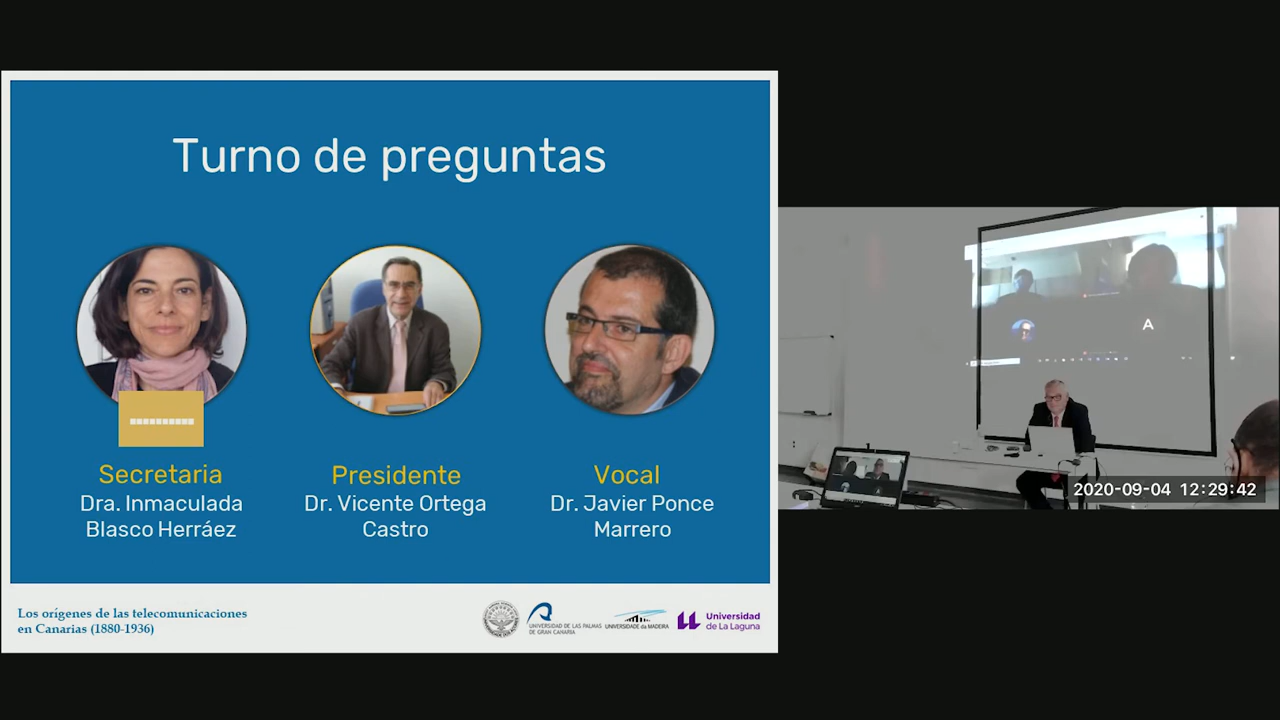 Turno de preguntas
Secretaria
Dra. Inmaculada
Blasco Herráez
Presidente
Dr. Vicente Ortega
Castro
Vocal
Dr. Javier Ponce
Marrero
Los orígenes de las telecomunicaciones
en Canarias (1880-1936)
UNIVERSIDAD DE LAS PALMAS
DE GRAN CANARIA
UNIVERSIDADE da MADEIRA
Universidad
de La Laguna
A
2020-09-04 12:29:42